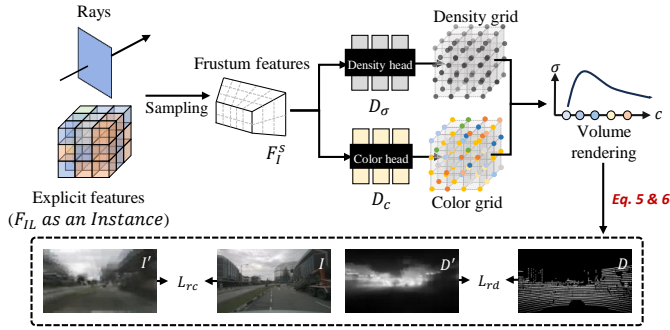 Rays
Sampling
Explicit features
(F_IL as an Instance)
Frustum features
F_I^s
Density head
D_σ
Color head
D_c
Density grid
Color grid
σ
c
Volume
rendering
Eq. 5 & 6
I′
L_rc
I
D′
L_rd
D